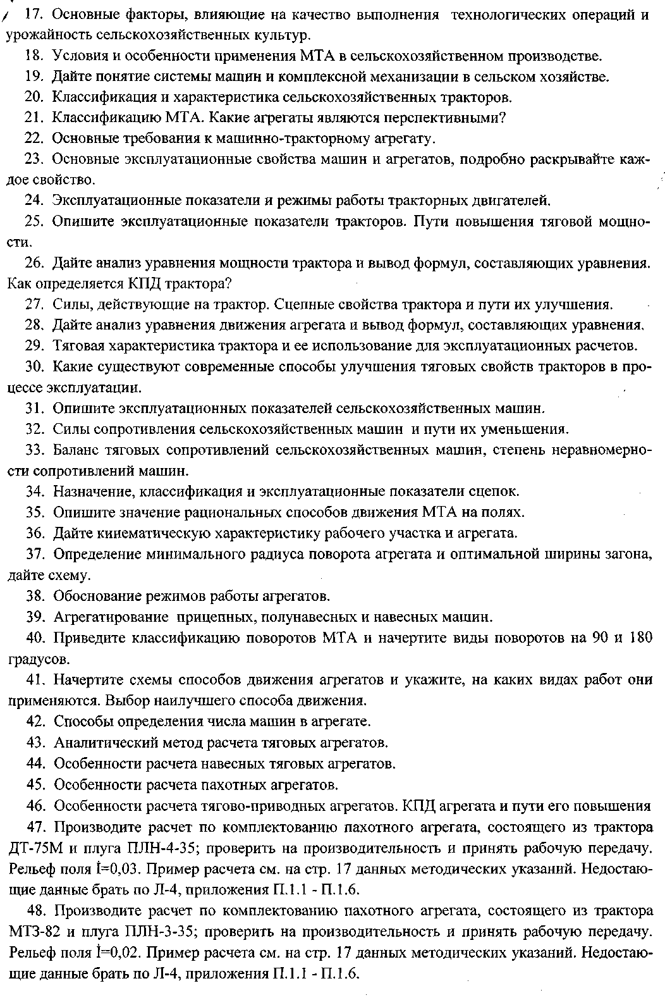 17. Основные факторы, влияющие на качество выполнения технологических операций и
урожайность сельскохозяйственных культур.
18. Условия и особенности применения МТА в сельскохозяйственном производстве.
19. Дайте понятие системы машин и комплексной механизации в сельском хозяйстве.
20. Классификация и характеристика сельскохозяйственных тракторов.
21. Классификацию МТА. Какие агрегаты являются перспективными?
22. Основные требования к машинно-тракторному агрегату.
23. Основные эксплуатационные свойства машин и агрегатов, подробно раскрывайте каж-
дое свойство.
24. Эксплуатационные показатели и режимы работы тракторных двигателей.
25. Опишите эксплуатационные показатели тракторов. Пути повышения тяговой мощно-
сти.
26. Дайте анализ уравнения мощности трактора и вывод формул, составляющих уравнения.
Как определяется КПД трактора?
27. Силы, действующие на трактор. Сцепные свойства трактора и пути их улучшения.
28. Дайте анализ уравнения движения агрегата и вывод формул, составляющих уравнения.
29. Тяговая характеристика трактора и ее использование для эксплуатационных расчетов.
30. Какие существуют современные способы улучшения тяговых свойств тракторов в про-
цессе эксплуатации.
31. Опишите эксплуатационных показателей сельскохозяйственных машин.
32. Силы сопротивления сельскохозяйственных машин и пути их уменьшения.
33. Баланс тяговых сопротивлений сельскохозяйственных машин, степень неравномерно-
сти сопротивлений машин.
34. Назначение, классификация и эксплуатационные показатели сцепок.
35. Опишите значение рациональных способов движения МТА на полях.
36. Дайте кинематическую характеристику рабочего участка и агрегата.
37. Определение минимального радиуса поворота агрегата и оптимальной ширины загона,
дайте схему.
38. Обоснование режимов работы агрегатов.
39. Агрегатирование прицепных, полунавесных и навесных машин.
40. Приведите классификацию поворотов МТА и начертите виды поворотов на 90 и 180
градусов.
41. Начертите схемы способов движения агрегатов и укажите, на каких видах работ они
применяются. Выбор наилучшего способа движения.
42. Способы определения числа машин в агрегате.
43. Аналитический метод расчета тяговых агрегатов.
44. Особенности расчета навесных тяговых агрегатов.
45. Особенности расчета пахотных агрегатов.
46. Особенности расчета тягово-приводных агрегатов. КПД агрегата и пути его повышения
47. Производите расчет по комплектованию пахотного агрегата, состоящего из трактора
ДТ-75М и плуга ПЛН-4-35; проверить на производительность и принять рабочую передачу.
Рельеф поля i=0,03. Пример расчета см. на стр. 17 данных методических указаний. Недостаю-
щие данные брать по Л-4, приложения П.1.1 - П.1.6.
48. Производите расчет по комплектованию пахотного агрегата, состоящего из трактора
МТЗ-82 и плуга ПЛН-3-35; проверить на производительность и принять рабочую передачу.
Рельеф поля i=0,02. Пример расчета см. на стр. 17 данных методических указаний. Недостаю-
щие данные брать по Л-4, приложения П.1.1 - П.1.6.